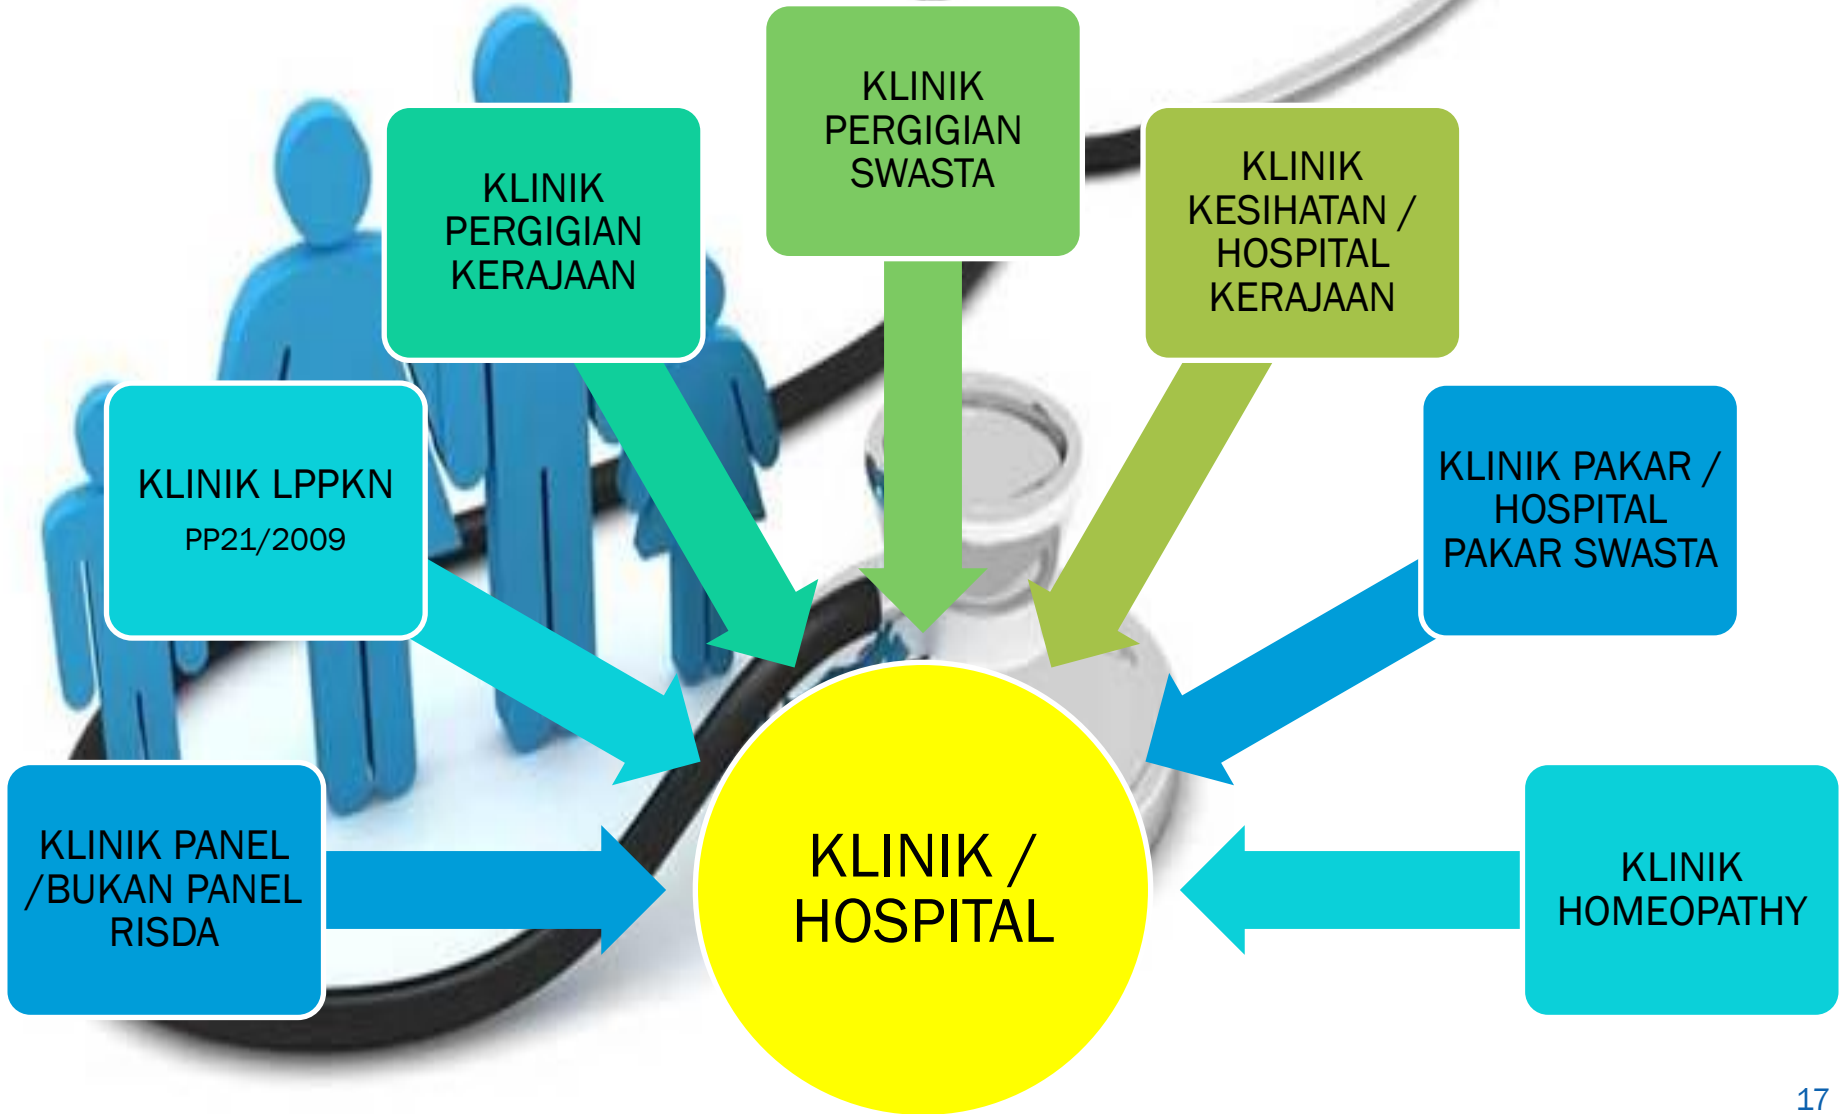 KLINIK
PERGIGIAN
SWASTA
KLINIK
PERGIGIAN
KERAJAAN
KLINIK
KESIHATAN /
HOSPITAL
KERAJAAN
KLINIK LPPKN
PP21/2009
KLINIK PAKAR /
HOSPITAL
PAKAR SWASTA
KLINIK PANEL
/BUKAN PANEL
RISDA
KLINIK /
HOSPITAL
KLINIK
HOMEOPATHY
17